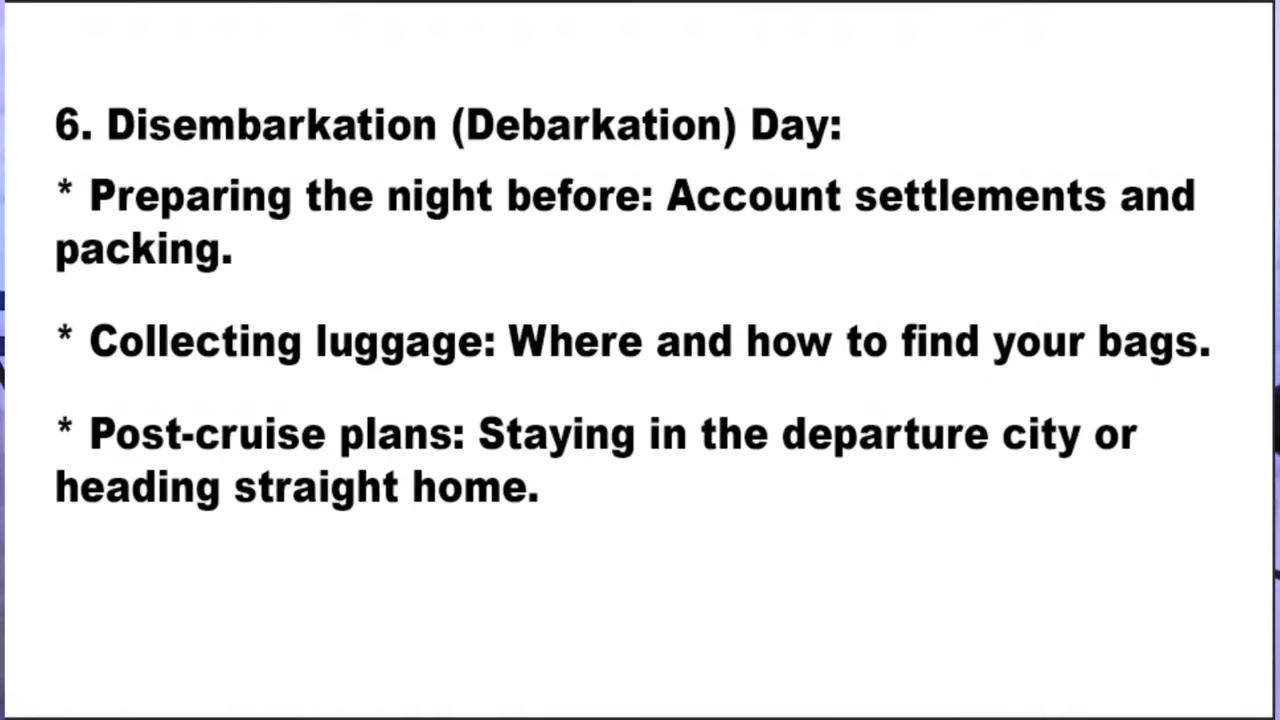 6. Disembarkation (Debarkation) Day:
* Preparing the night before: Account settlements and
packing.
* Collecting luggage: Where and how to find your bags.
* Post-cruise plans: Staying in the departure city or
heading straight home.